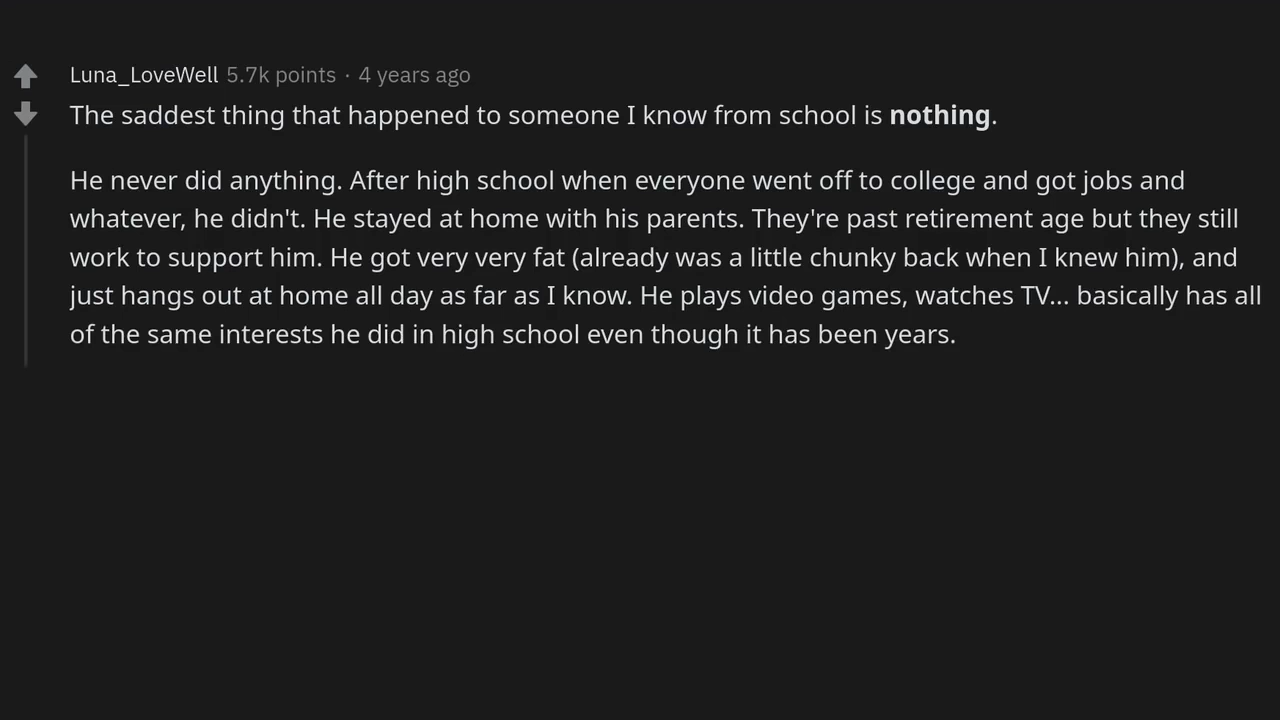 Luna_LoveWell 5.7k points · 4 years ago
The saddest thing that happened to someone I know from school is nothing.
He never did anything. After high school when everyone went off to college and got jobs and
whatever, he didn't. He stayed at home with his parents. They're past retirement age but they still
work to support him. He got very very fat (already was a little chunky back when I knew him), and
just hangs out at home all day as far as I know. He plays video games, watches TV... basically has all
of the same interests he did in high school even though it has been years.